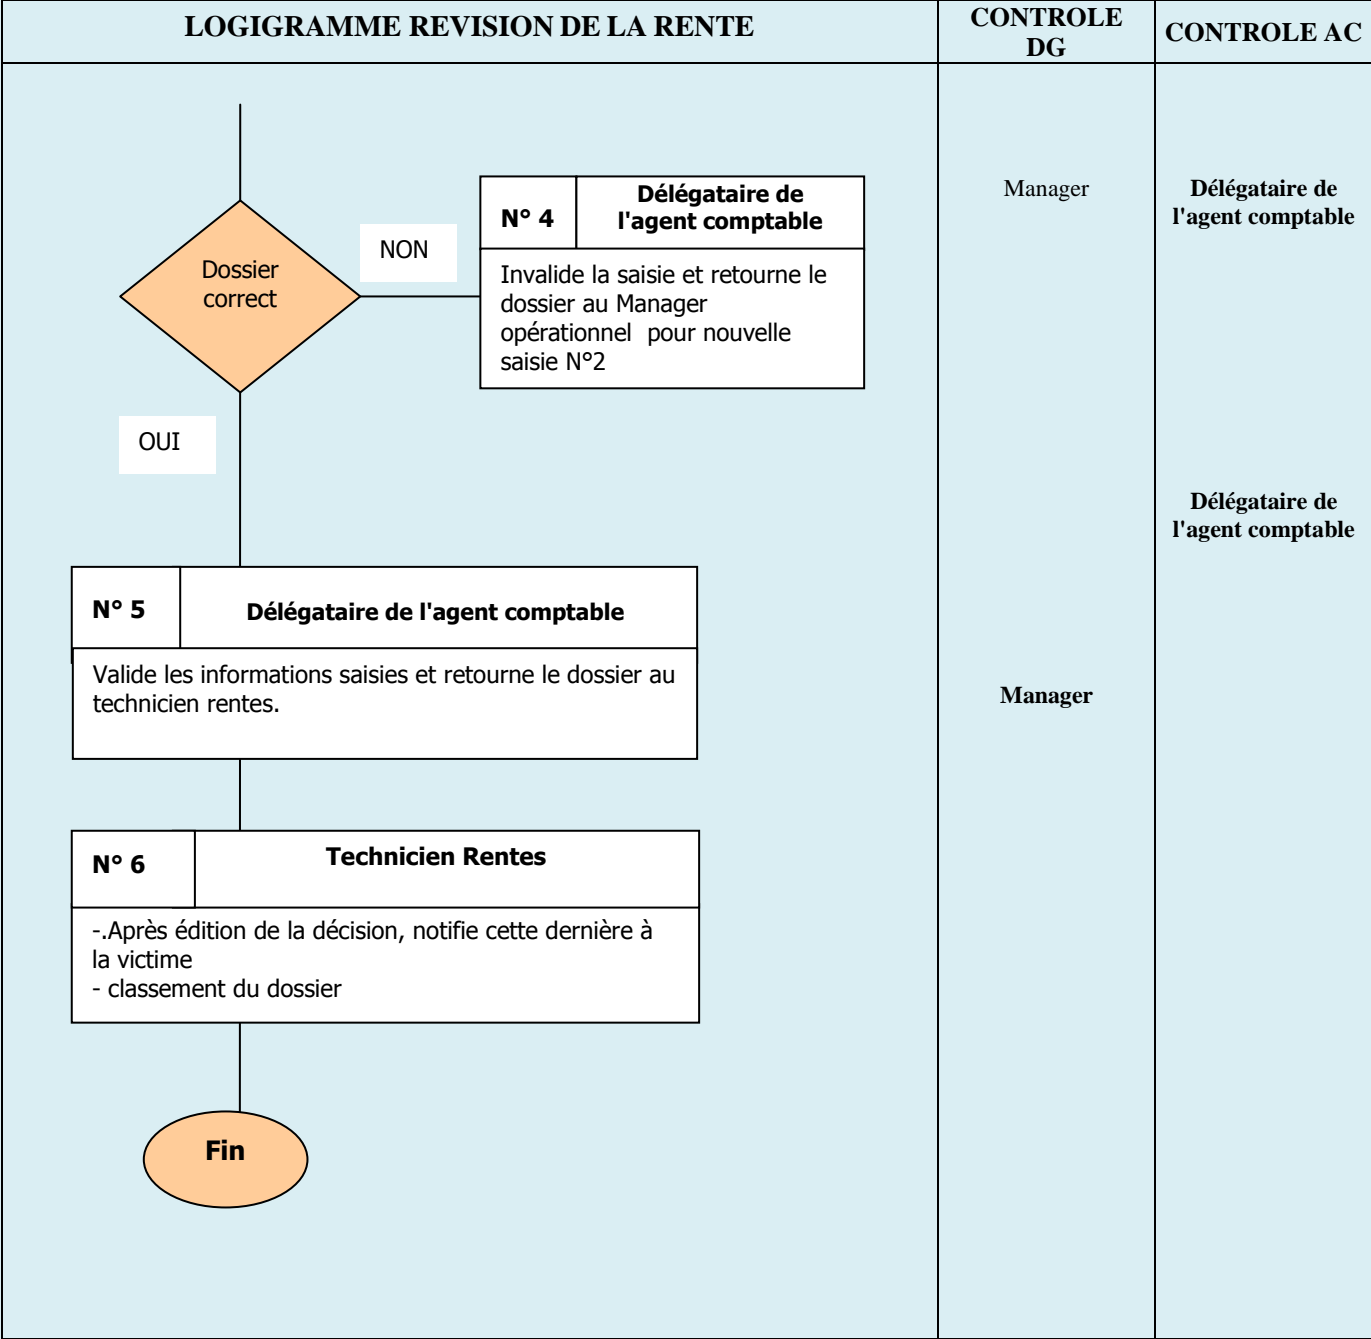 LOGIGRAMME REVISION DE LA RENTE
CONTROLE
DG
CONTROLE AC
Dossier
correct
NON
N° 4
Délégataire de
l'agent comptable
Invalide la saisie et retourne le
dossier au Manager
opérationnel  pour nouvelle
saisie N°2
Manager
Délégataire de
l'agent comptable
OUI
Délégataire de
l'agent comptable
N° 5
Délégataire de l'agent comptable
Valide les informations saisies et retourne le dossier au
technicien rentes.
Manager
N° 6
Technicien Rentes
-.Après édition de la décision, notifie cette dernière à
la victime
- classement du dossier
Fin